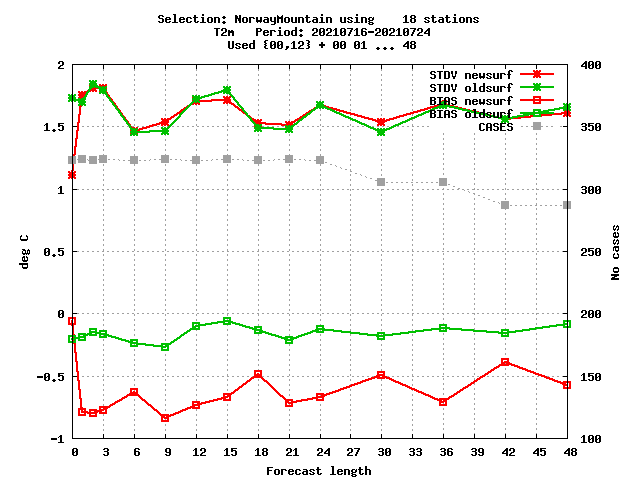 Selection: NorwayMountain using    18 stations
T2m   Period: 20210716-20210724
Used {00,12} + 00 01 ... 48
STDV newsurf
STDV oldsurf
BIAS newsurf
BIAS oldsurf
CASES
2
1.5
1
0.5
0
-0.5
-1
deg C
400
350
300
250
200
150
100
No cases
0 3 6 9 12 15 18 21 24 27 30 33 36 39 42 45 48
Forecast length